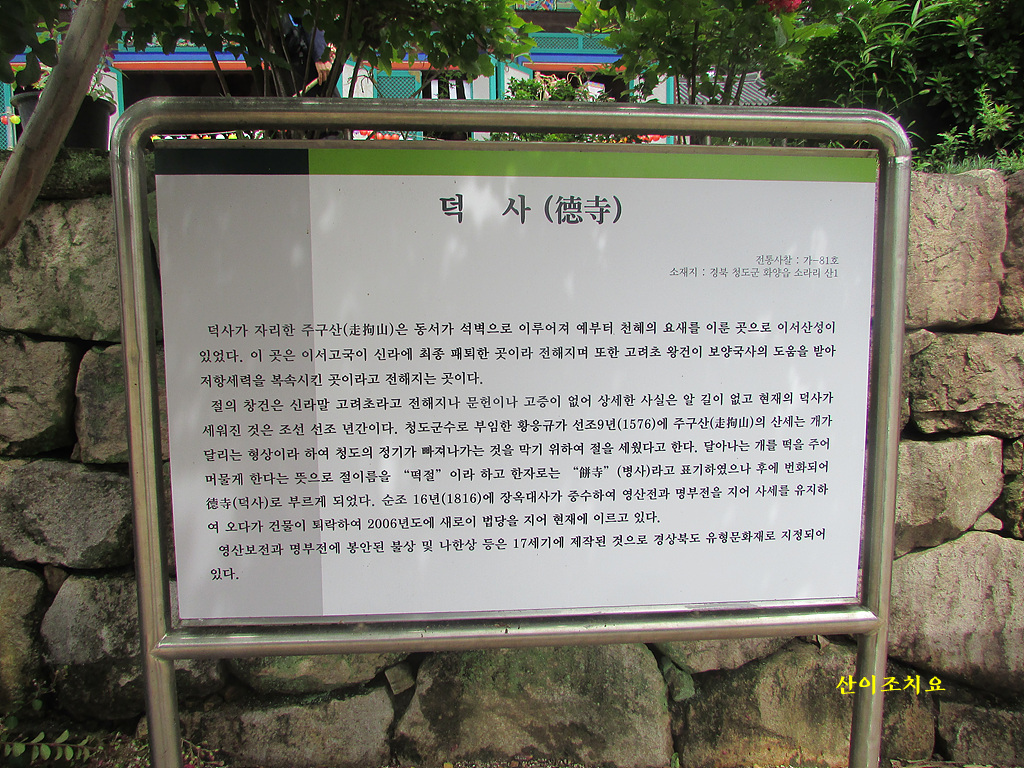 덕 사 (德寺)
전통사찰 : 가-81호
소재지 : 경북 청도군 화양읍 소라리 산1
덕사가 자리한 주구산(走狗山)은 동서가 석벽으로 이루어져 예부터 천혜의 요새를 이룬 곳으로 이서산성이
있었다. 이 곳은 이서고국이 신라에 최종 패퇴한 곳이라 전해지며 또한 고려초 왕건이 보양국사의 도움을 받아
저항세력을 복속시킨 곳이라고 전해지는 곳이다.
절의 창건은 신라말 고려초라고 전해지나 문헌이나 고증이 없어 상세한 사실은 알 길이 없고 현재의 덕사가
세워진 것은 조선 선조 년간이다. 청도군수로 부임한 황응규가 선조9년(1576)에 주구산(走狗山)의 산세는 개가
달리는 형상이라 하여 청도의 정기가 빠져나가는 것을 막기 위하여 절을 세웠다고 한다. 달아나는 개를 떡을 주어
머물게 한다는 뜻으로 절이름을 “떡절”이라 하고 한자로는 “餠寺”(병사)라고 표기하였으나 후에 변화되어
德寺(덕사)로 부르게 되었다. 순조 16년(1816)에 장옥대사가 중수하여 영산전과 명부전을 지어 사세를 유지하
여 오다가 건물이 퇴락하여 2006년도에 새로이 법당을 지어 현재에 이르고 있다.
영산보전과 명부전에 봉안된 불상 및 나한상 등은 17세기에 제작된 것으로 경상북도 유형문화재로 지정되어
있다.
산이조치요